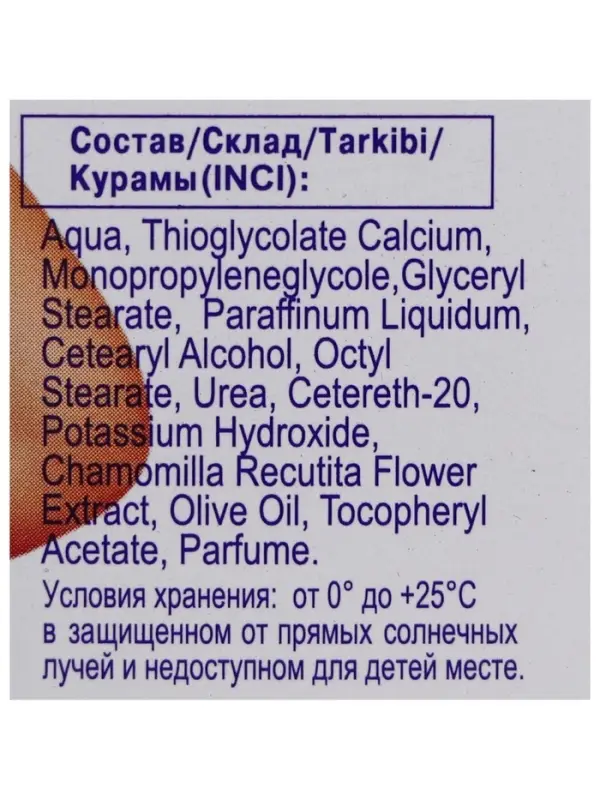 Состав/Склад/Tarkibi/
Курамы(INCI):
Aqua, Thioglycolate Calcium,
Monopropyleneglycole,Glyceryl
Stearate, Paraffinum Liquidum,
Cetearyl Alcohol, Octyl
Stearate, Urea, Cetereth-20,
Potassium Hydroxide,
Chamomilla Recutita Flower
Extract, Olive Oil, Tocopheryl
Acetate, Parfume.
Условия хранения: от 0° до +25°С
в защищенном от прямых солнечных
лучей и недоступном для детей месте.